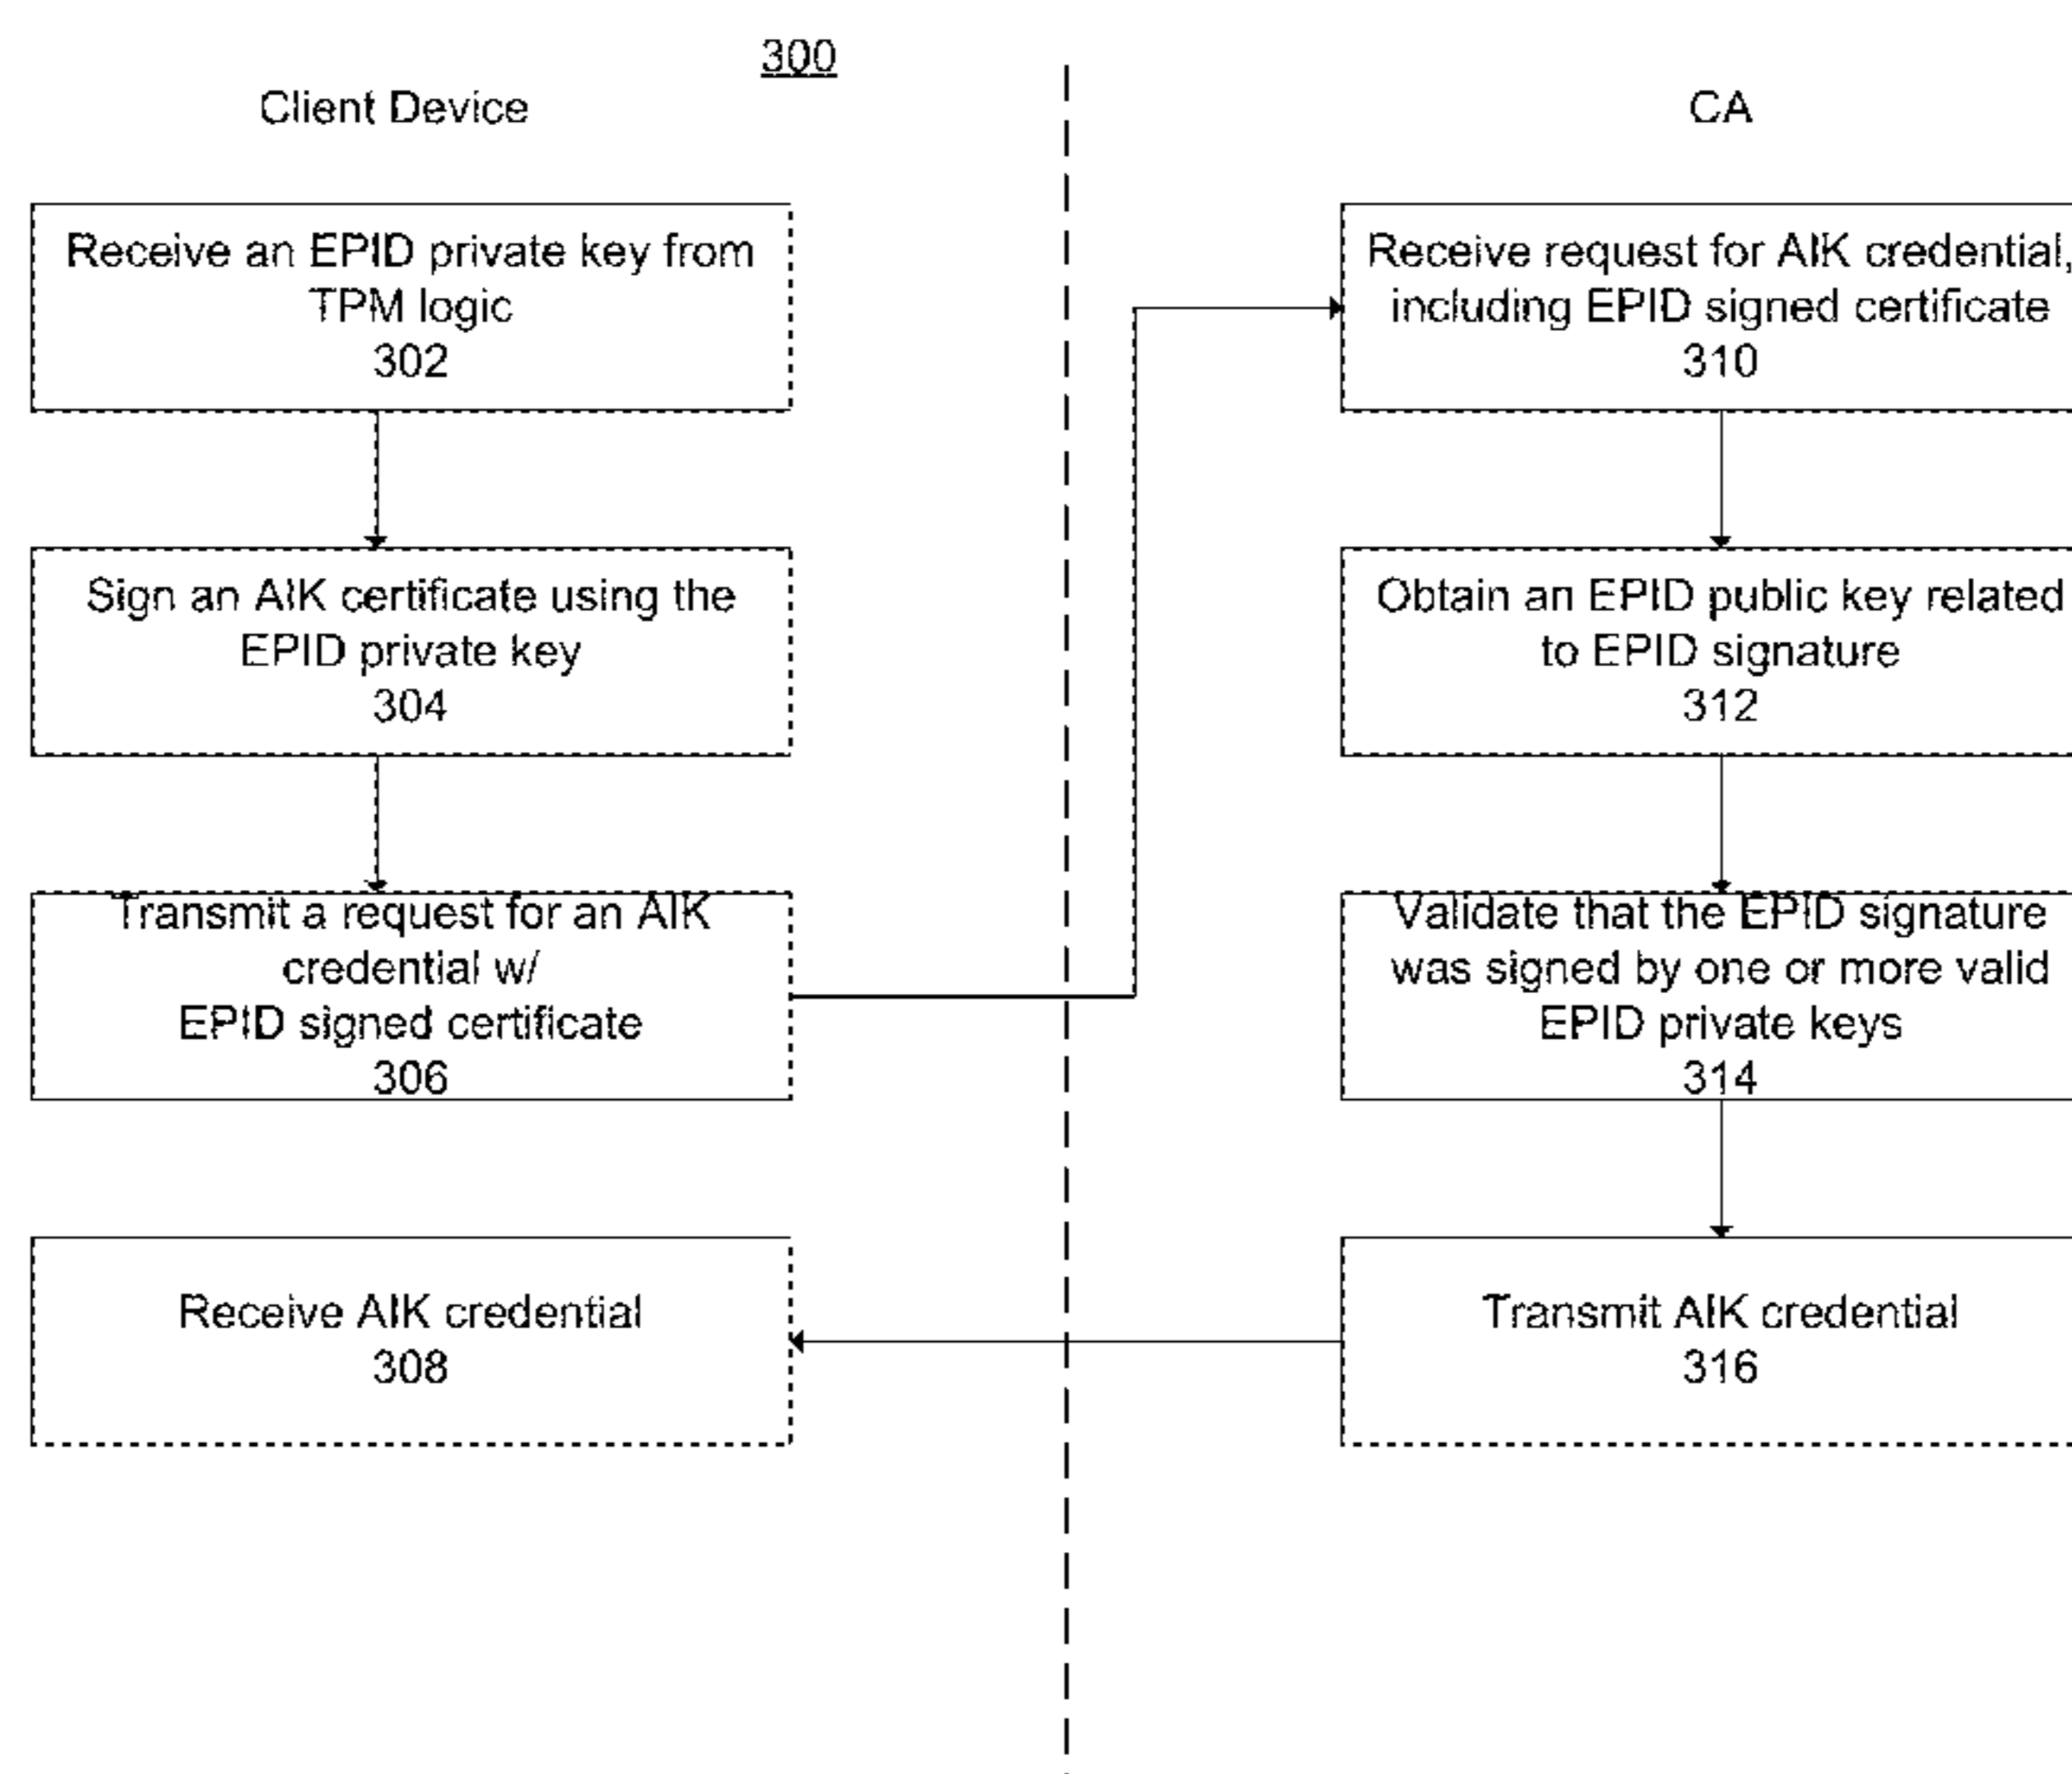 300
Client Device
CA
Receive an EPID private key from
TPM logic
302
Sign an AIK certificate using the
EPID private key
304
Transmit a request for an AIK
credential w/
EPID signed certificate
306
Receive AIK credential
308
Receive request for AIK credential,
including EPID signed certificate
310
Obtain an EPID public key related
to EPID signature
312
Validate that the EPID signature
was signed by one or more valid
EPID private keys
314
Transmit AIK credential
316